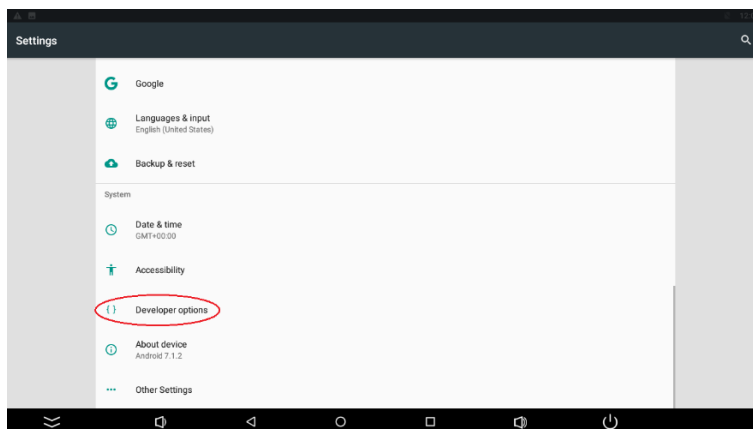 Settings
Google
Languages & input
English (United States)
Backup & reset
System
Date & time
GMT+00:00
Accessibility
Developer options
About device
Android 7.1.2
Other Settings